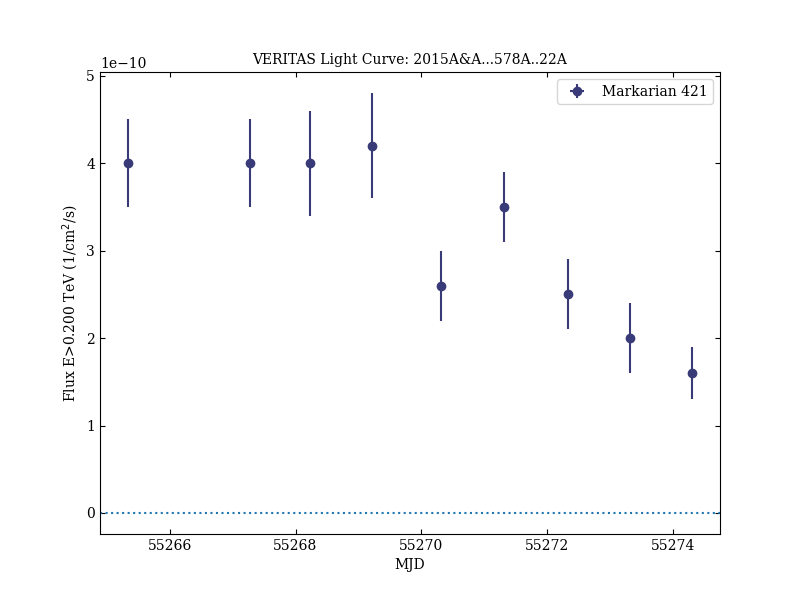 VERITAS Light Curve: 2015A&A...578A..22A
1e−10
Markarian 421
5
4
3
2
1
0
Flux E>0.200 TeV (1/cm²/s)
55266 55268 55270 55272 55274
MJD